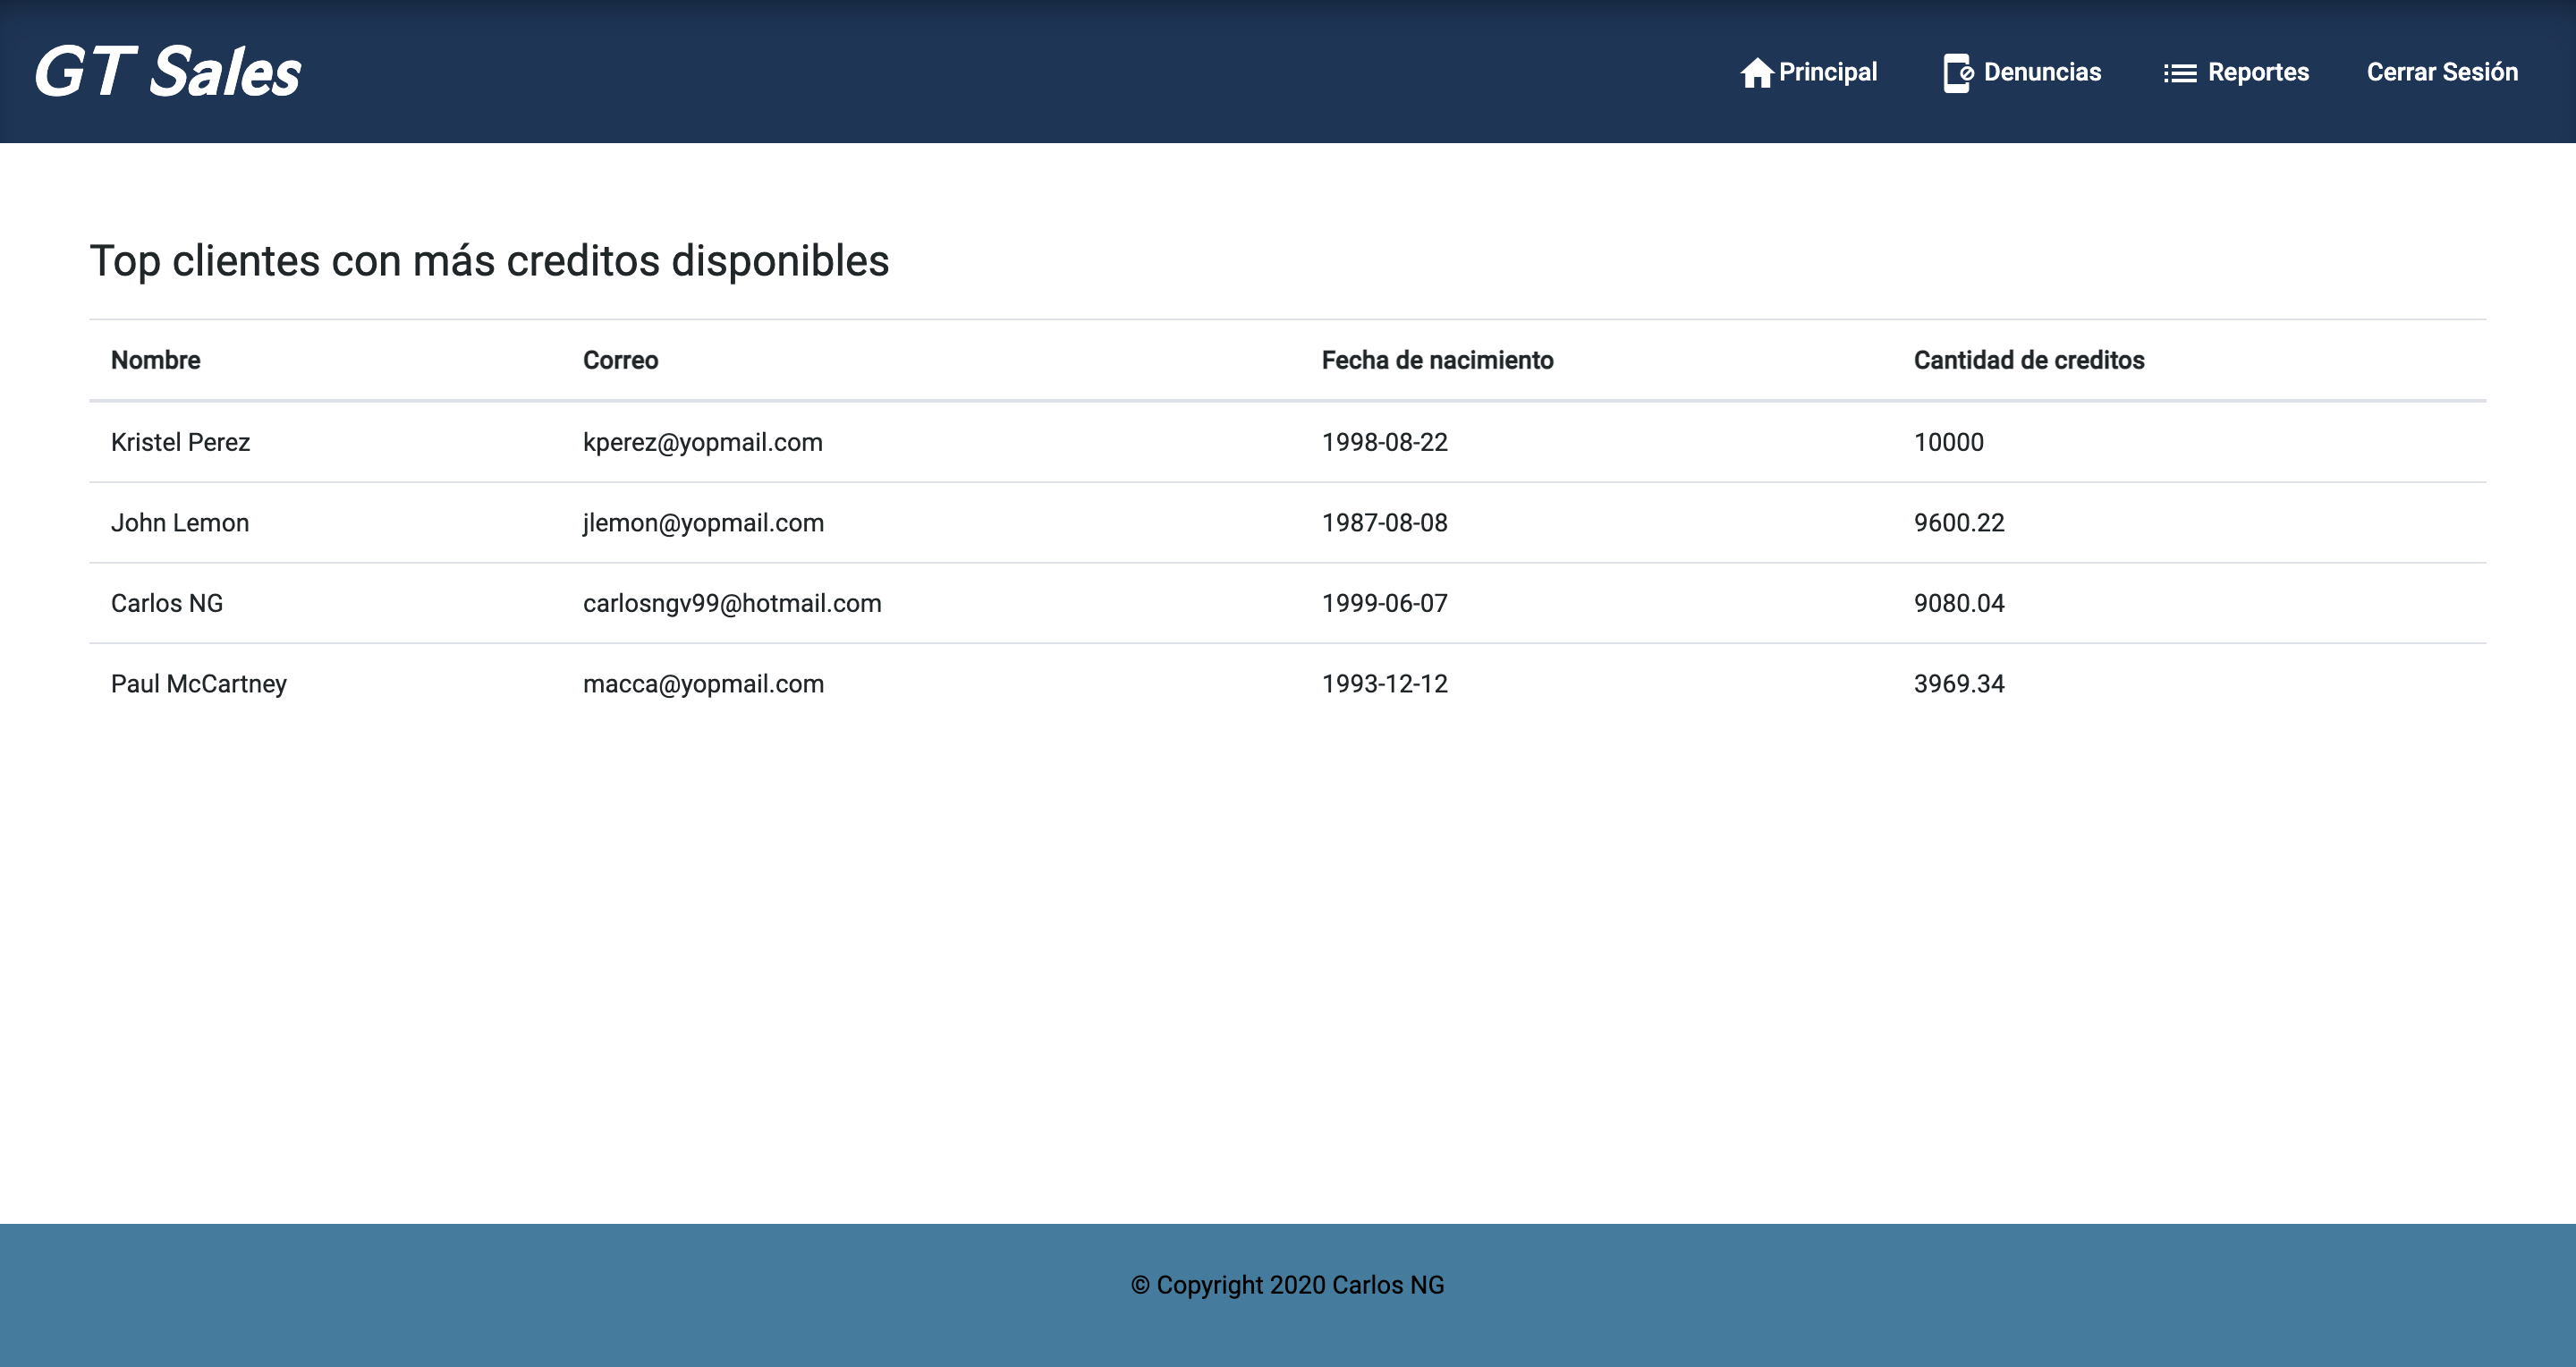 GT Sales
Principal Denuncias Reportes Cerrar Sesión
Top clientes con más creditos disponibles
Nombre Correo Fecha de nacimiento Cantidad de creditos
Kristel Perez kperez@yopmail.com 1998-08-22 10000
John Lemon jlemon@yopmail.com 1987-08-08 9600.22
Carlos NG carlosngv99@hotmail.com 1999-06-07 9080.04
Paul McCartney macca@yopmail.com 1993-12-12 3969.34
© Copyright 2020 Carlos NG